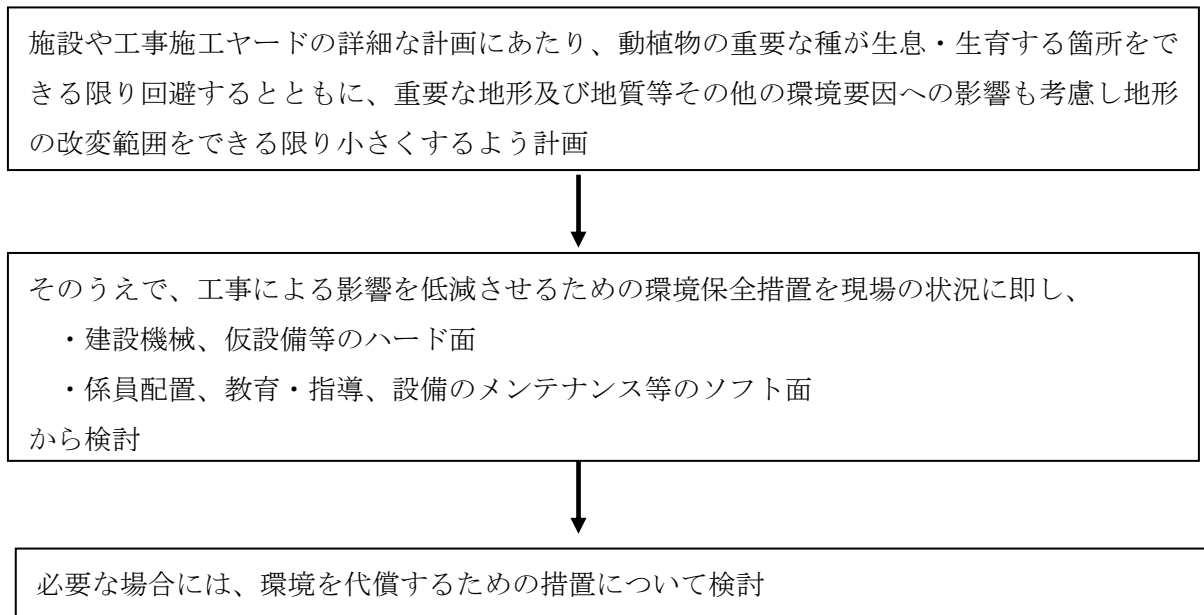 施設や工事施工ヤードの詳細な計画にあたり、動植物の重要な種が生息・生育する箇所をで
きる限り回避するとともに、重要な地形及び地質等その他の環境要因への影響も考慮し地形
の改変範囲をできる限り小さくするよう計画
そのうえで、工事による影響を低減させるための環境保全措置を現場の状況に即し、
・建設機械、仮設備等のハード面
・係員配置、教育・指導、設備のメンテナンス等のソフト面
から検討
必要な場合には、環境を代償するための措置について検討